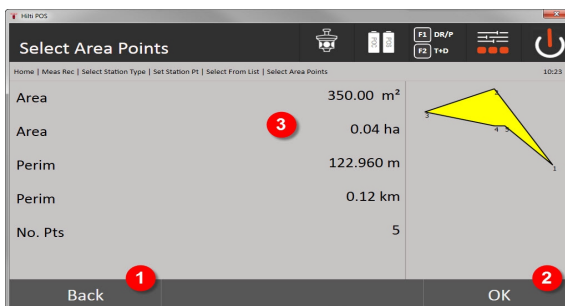 Hilti POS
Select Area Points
POC
POS
F1 DR/P
F2 T+D
Home | Meas Rec | Select Station Type | Set Station Pt | Select From List | Select Area Points
10:23
Area 350.00 m²
Area 0.04 ha
Perim 122.960 m
Perim 0.12 km
No. Pts 5
3
2
3
4 5
1
1
2
Back
OK